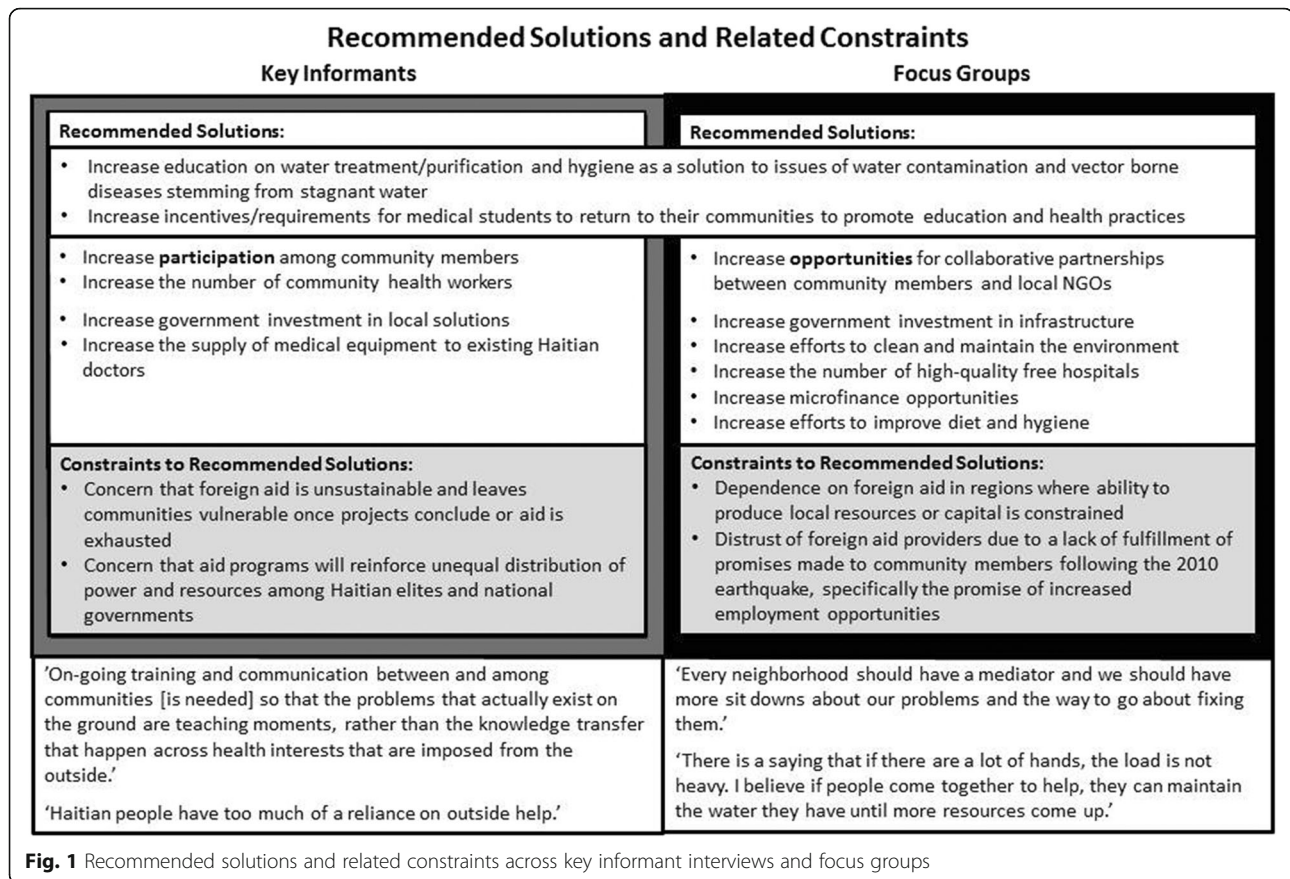 Recommended Solutions and Related Constraints
Key Informants
Focus Groups
Recommended Solutions:
Recommended Solutions:
• Increase education on water treatment/purification and hygiene as a solution to issues of water contamination and vector borne
diseases stemming from stagnant water
• Increase incentives/requirements for medical students to return to their communities to promote education and health practices
• Increase participation among community members
• Increase the number of community health workers
• Increase government investment in local solutions
• Increase the supply of medical equipment to existing Haitian
doctors
• Increase opportunities for collaborative partnerships
between community members and local NGOs
• Increase government investment in infrastructure
• Increase efforts to clean and maintain the environment
• Increase the number of high-quality free hospitals
• Increase microfinance opportunities
• Increase efforts to improve diet and hygiene
Constraints to Recommended Solutions:
• Concern that foreign aid is unsustainable and leaves
communities vulnerable once projects conclude or aid is
exhausted
• Concern that aid programs will reinforce unequal distribution of
power and resources among Haitian elites and national
governments
Constraints to Recommended Solutions:
• Dependence on foreign aid in regions where ability to
produce local resources or capital is constrained
• Distrust of foreign aid providers due to a lack of fulfillment of
promises made to community members following the 2010
earthquake, specifically the promise of increased
employment opportunities
'On-going training and communication between and among
communities [is needed] so that the problems that actually exist on
the ground are teaching moments, rather than the knowledge transfer
that happen across health interests that are imposed from the
outside.'
'Haitian people have too much of a reliance on outside help.'
'Every neighborhood should have a mediator and we should have
more sit downs about our problems and the way to go about fixing
them.'
'There is a saying that if there are a lot of hands, the load is not
heavy. I believe if people come together to help, they can maintain
the water they have until more resources come up.'
Fig. 1 Recommended solutions and related constraints across key informant interviews and focus groups